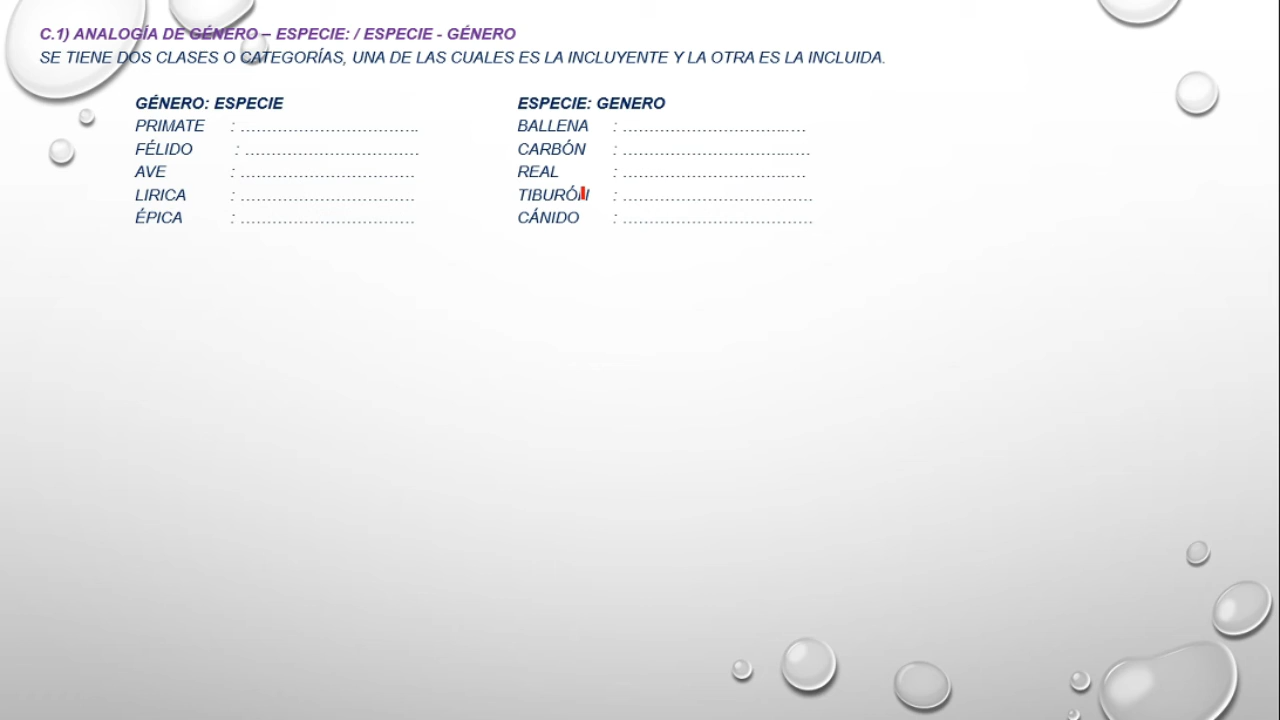 C.1) ANALOGÍA DE GÉNERO – ESPECIE: / ESPECIE - GÉNERO
SE TIENE DOS CLASES O CATEGORÍAS, UNA DE LAS CUALES ES LA INCLUYENTE Y LA OTRA ES LA INCLUIDA.
GÉNERO: ESPECIE
PRIMATE : ……………………………..
FÉLIDO : ……………………………
AVE : ……………………………
LIRICA : ……………………………
ÉPICA : ……………………………
ESPECIE: GENERO
BALLENA : …………………………..….
CARBÓN : …………………………..….
REAL : …………………………..….
TIBURÓN : ………………………………
CÁNIDO : ………………………………